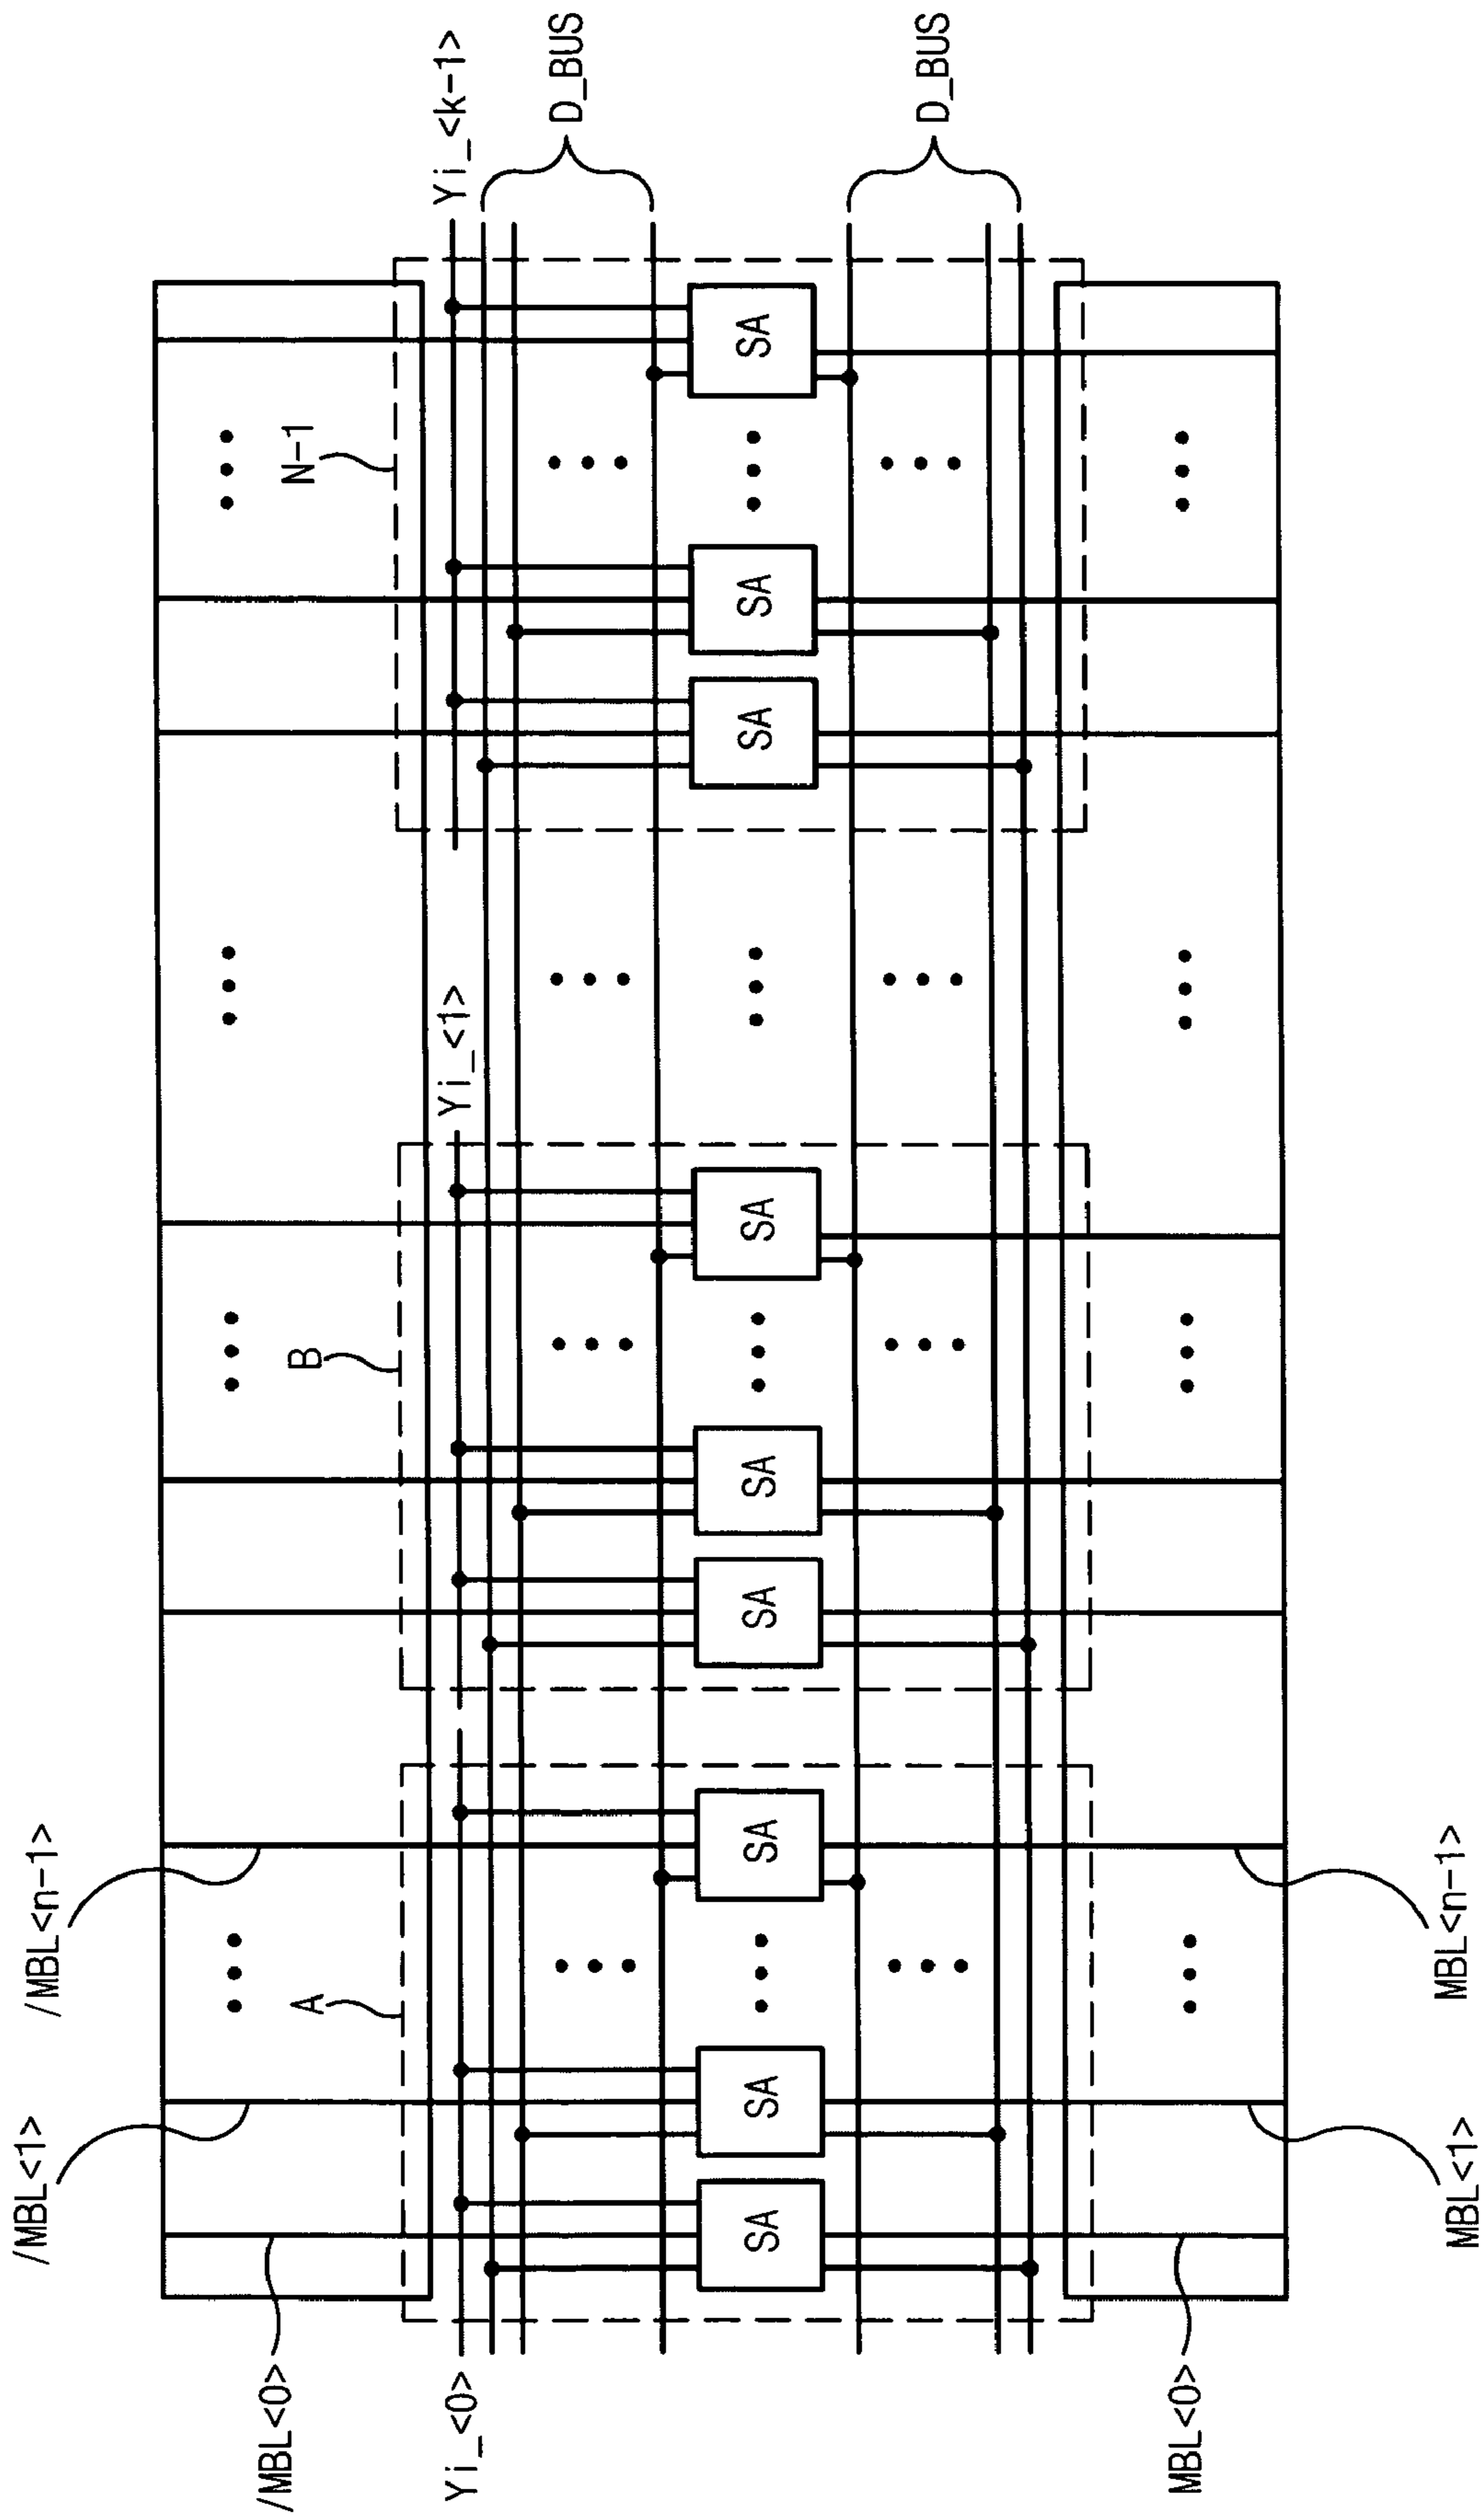 /MBL<1>
/MBL<n-1>
/MBL<0>
A
B
N-1
Yi_<0>
Yi_<1>
Yi_<k-1>
D_BUS
SA
SA
SA
SA
SA
SA
SA
SA
SA
D_BUS
MBL<0>
MBL<1>
MBL<n-1>